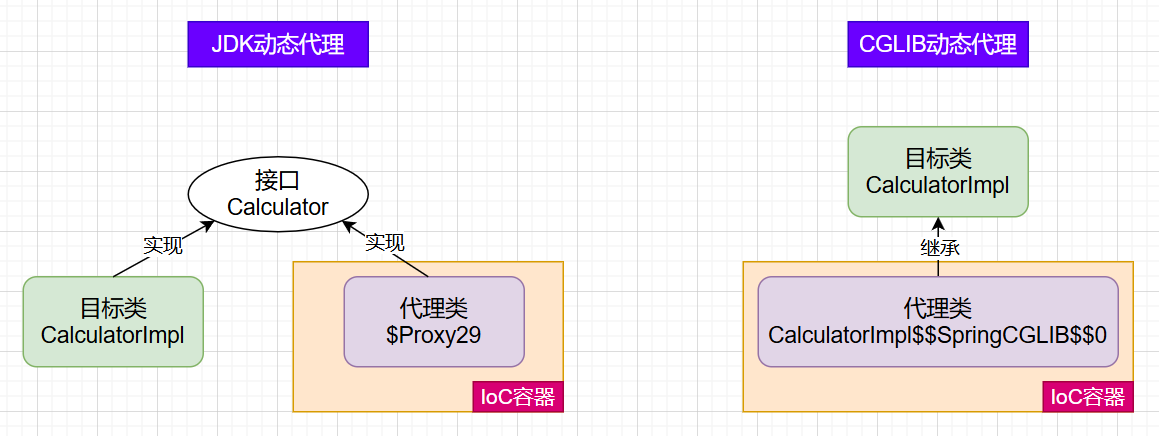 JDK动态代理
接口
Calculator
实现
实现
目标类
CalculatorImpl
代理类
$Proxy29
IoC容器
CGLIB动态代理
目标类
CalculatorImpl
继承
代理类
CalculatorImpl$$SpringCGLIB$$0
IoC容器